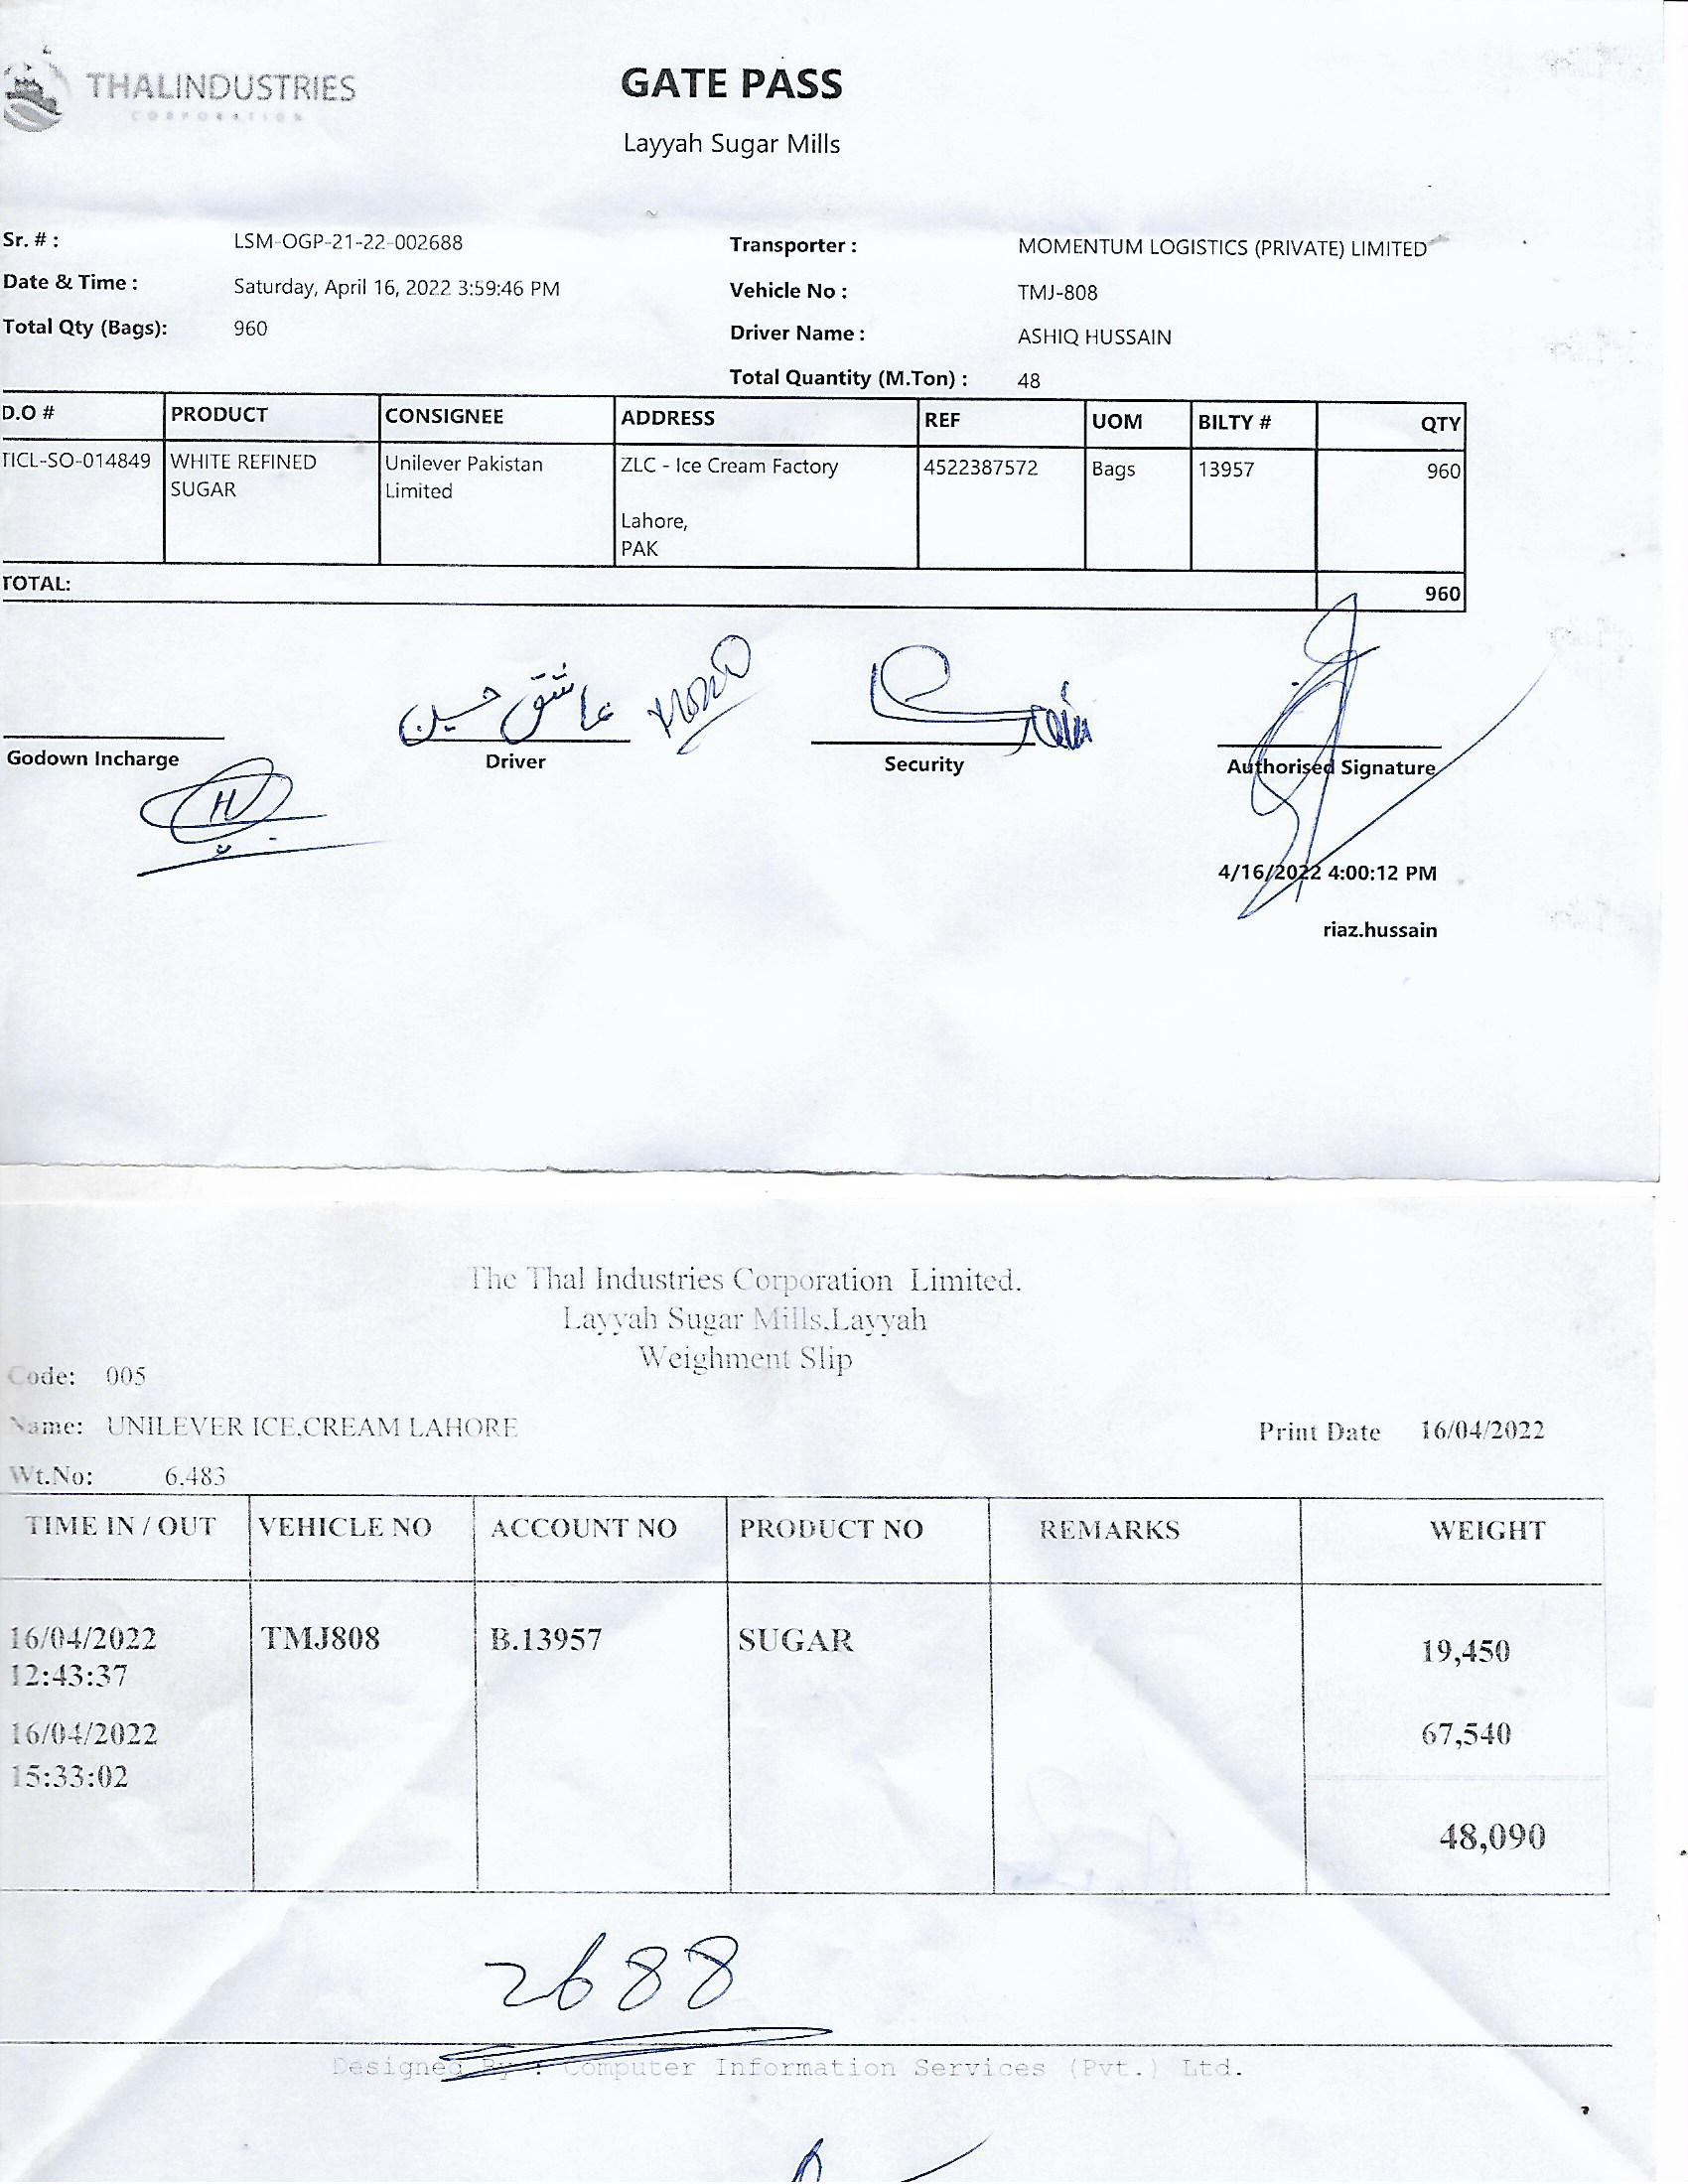 THALINDUSTRIES
CORPORATION
GATE PASS
Layyah Sugar Mills
Sr. # : LSM-OGP-21-22-002688
Transporter : MOMENTUM LOGISTICS (PRIVATE) LIMITED
Date & Time : Saturday, April 16, 2022 3:59:46 PM
Vehicle No : TMJ-808
Total Qty (Bags): 960
Driver Name : ASHIQ HUSSAIN
Total Quantity (M.Ton) : 48
D.O # PRODUCT CONSIGNEE ADDRESS REF UOM BILTY # QTY
TICL-SO-014849 WHITE REFINED Unilever Pakistan ZLC - Ice Cream Factory 4522387572 Bags 13957 960
SUGAR Limited
Lahore,
PAK
TOTAL: 960
عاشق حسین
Godown Incharge Driver Security Authorised Signature
4/16/2022 4:00:12 PM
riaz.hussain
The Thal Industries Corporation Limited.
Layyah Sugar Mills,Layyah
Weighment Slip
Code: 005
Name: UNILEVER ICE.CREAM LAHORE Print Date 16/04/2022
Wt.No: 6.483
TIME IN / OUT VEHICLE NO ACCOUNT NO PRODUCT NO REMARKS WEIGHT
16/04/2022 TMJ808 B.13957 SUGAR 19,450
12:43:37
16/04/2022 67,540
15:33:02
48,090
2688
Designed By : Computer Information Services (Pvt.) Ltd.